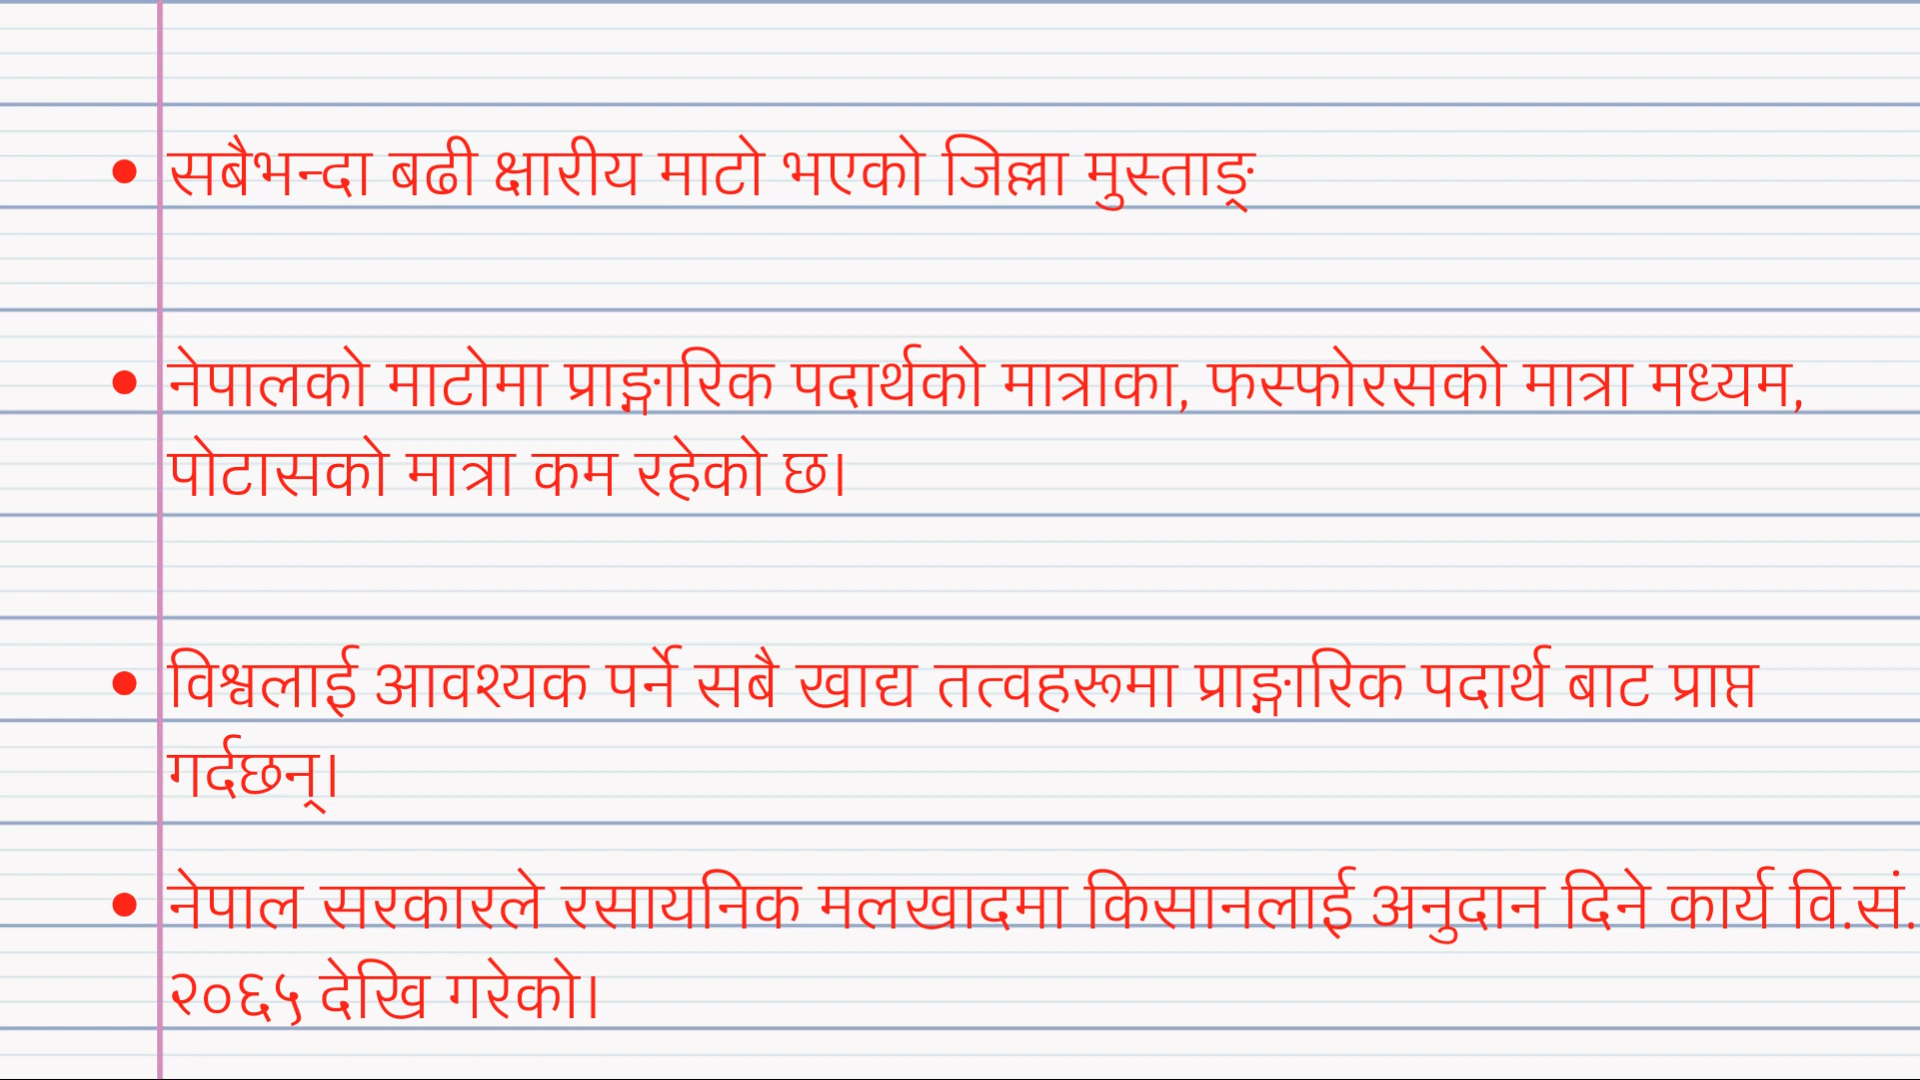 • सबैभन्दा बढी क्षारीय माटो भएको जिल्ला मुस्ताङ्
• नेपालको माटोमा प्राङ्गारिक पदार्थको मात्राका, फस्फोरसको मात्रा मध्यम,
पोटासको मात्रा कम रहेको छ।
• विश्वलाई आवश्यक पर्ने सबै खाद्य तत्वहरूमा प्राङ्गारिक पदार्थ बाट प्राप्त
गर्दछन्।
• नेपाल सरकारले रसायनिक मलखादमा किसानलाई अनुदान दिने कार्य वि.सं.
२०६५ देखि गरेको।